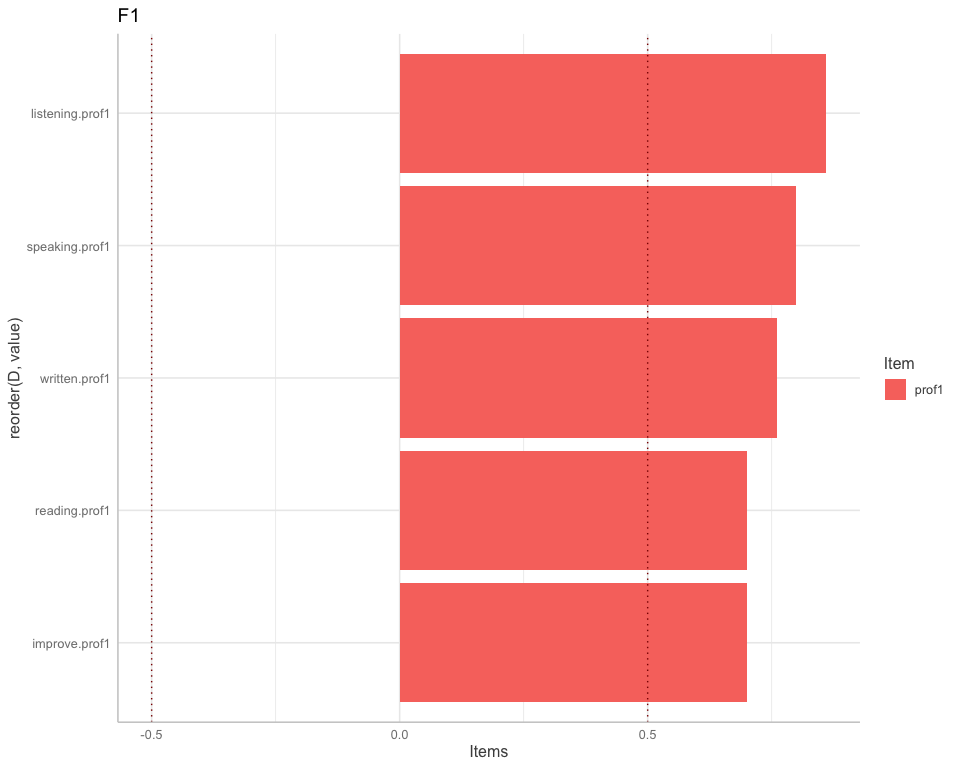 F1
reorder(D, value)
listening.prof1
speaking.prof1
written.prof1
reading.prof1
improve.prof1
-0.5
0.0
0.5
Items
Item
prof1